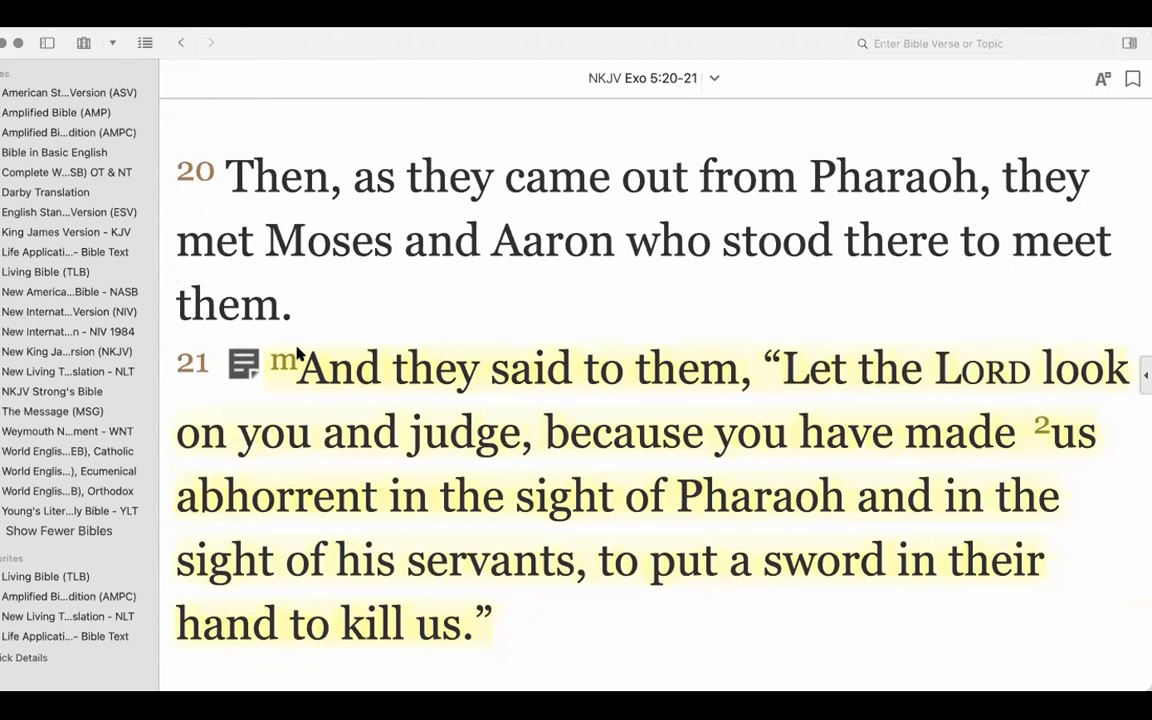 Enter Bible Verse or Topic
NKJV Exo 5:20-21
American St...Version (ASV)
Amplified Bible (AMP)
Amplified Bi...dition (AMPC)
Bible in Basic English
Complete W...SB) OT & NT
Darby Translation
English Stan...Version (ESV)
King James Version - KJV
Life Applicati...- Bible Text
Living Bible (TLB)
New America...Bible - NASB
New Internat...Version (NIV)
New Internat...n - NIV 1984
New King Ja...rsion (NKJV)
New Living T...slation - NLT
NKJV Strong's Bible
The Message (MSG)
Weymouth N...ment - WNT
World Englis...EB), Catholic
World Englis...), Ecumenical
World Englis...B), Orthodox
Young's Liter...ly Bible - YLT
Show Fewer Bibles
Living Bible (TLB)
Amplified Bi...dition (AMPC)
New Living T...slation - NLT
Life Applicati...- Bible Text
ick Details
20 Then, as they came out from Pharaoh, they
met Moses and Aaron who stood there to meet
them.
21 mAnd they said to them, “Let the LORD look
on you and judge, because you have made 2us
abhorrent in the sight of Pharaoh and in the
sight of his servants, to put a sword in their
hand to kill us.”